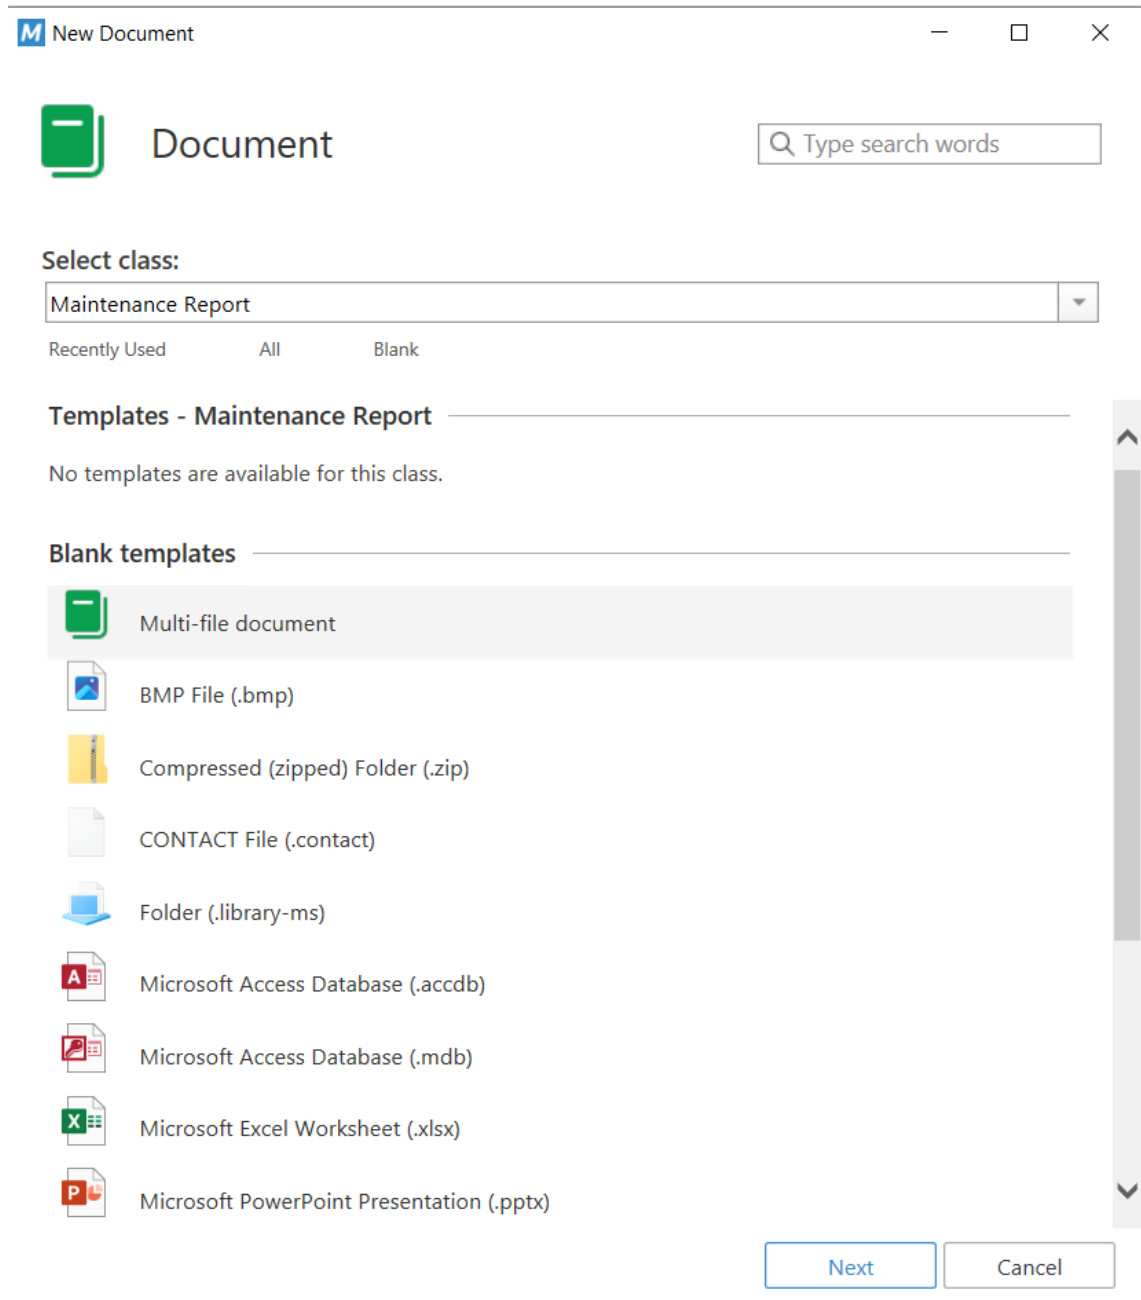 M New Document
Document
Type search words
Select class:
Maintenance Report
Recently Used All Blank
Templates - Maintenance Report
No templates are available for this class.
Blank templates
Multi-file document
BMP File (.bmp)
Compressed (zipped) Folder (.zip)
CONTACT File (.contact)
Folder (.library-ms)
A
Microsoft Access Database (.accdb)
Microsoft Access Database (.mdb)
X
Microsoft Excel Worksheet (.xlsx)
P
Microsoft PowerPoint Presentation (.pptx)
Next Cancel